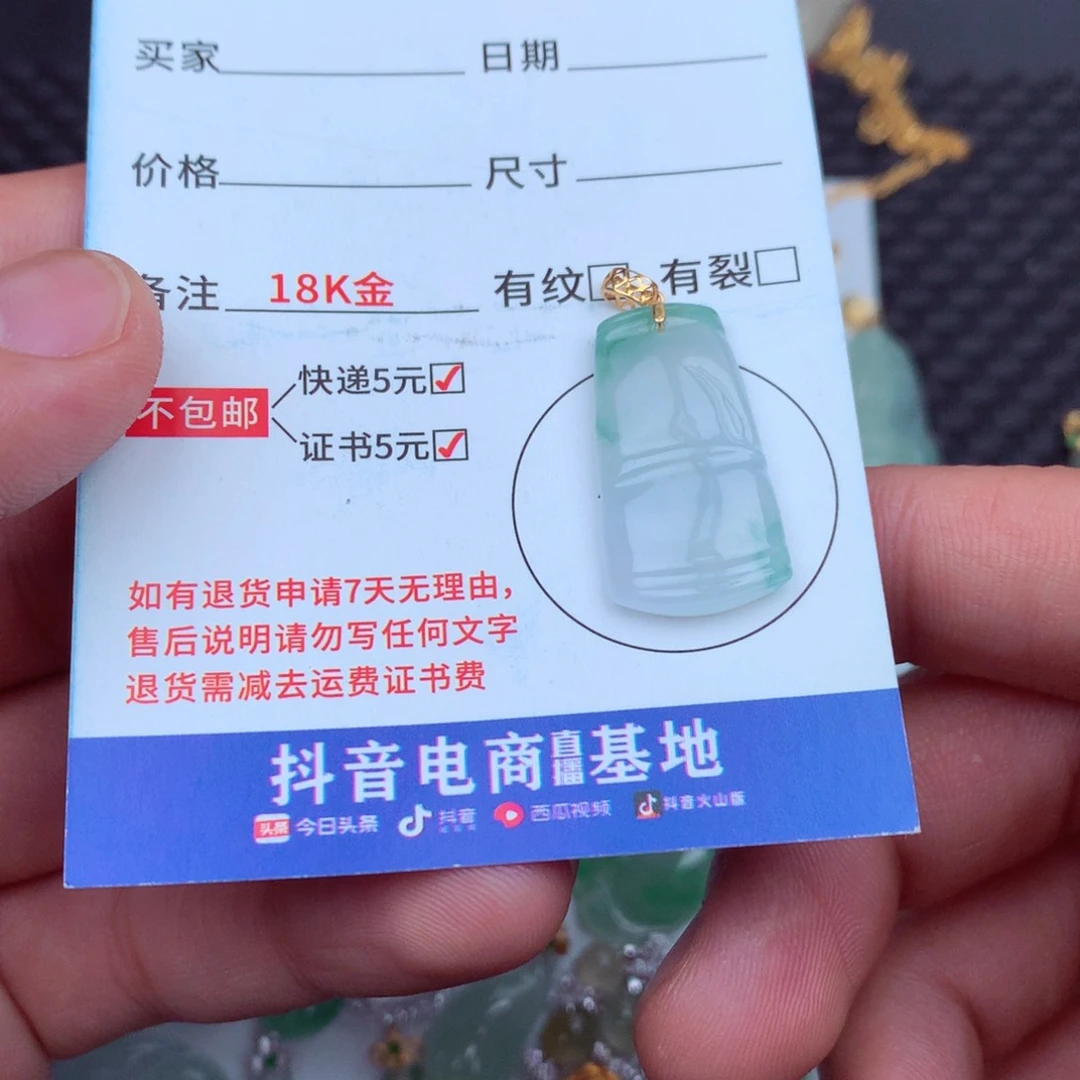 买家 日期
价格 尺寸
备注 18K金 有纹 有裂
不包邮
快递5元
证书5元
如有退货申请7天无理由，
售后说明请勿写任何文字
退货需减去运费证书费
抖音电商直播基地
头条 今日头条 抖音 西瓜视频 抖音火山版